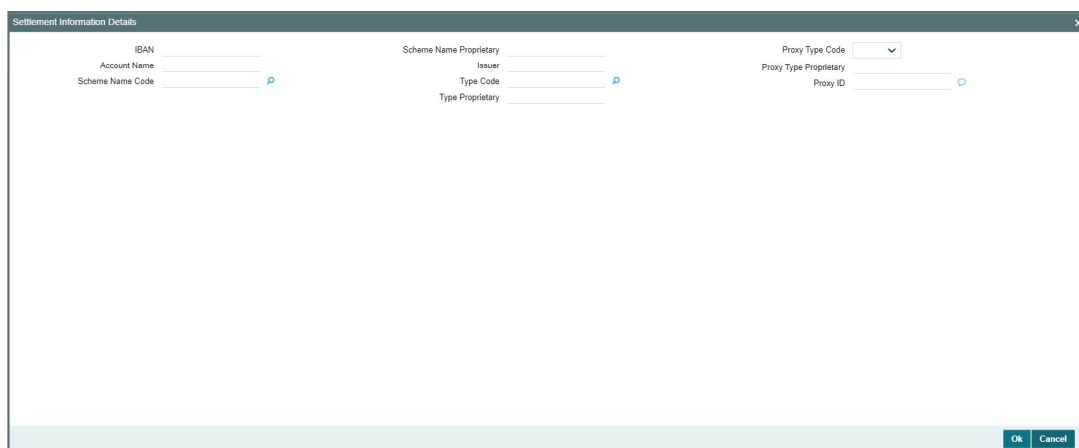 Settlement Information Details
IBAN
Account Name
Scheme Name Code
Scheme Name Proprietary
Issuer
Type Code
Type Proprietary
Proxy Type Code
Proxy Type Proprietary
Proxy ID
Ok Cancel